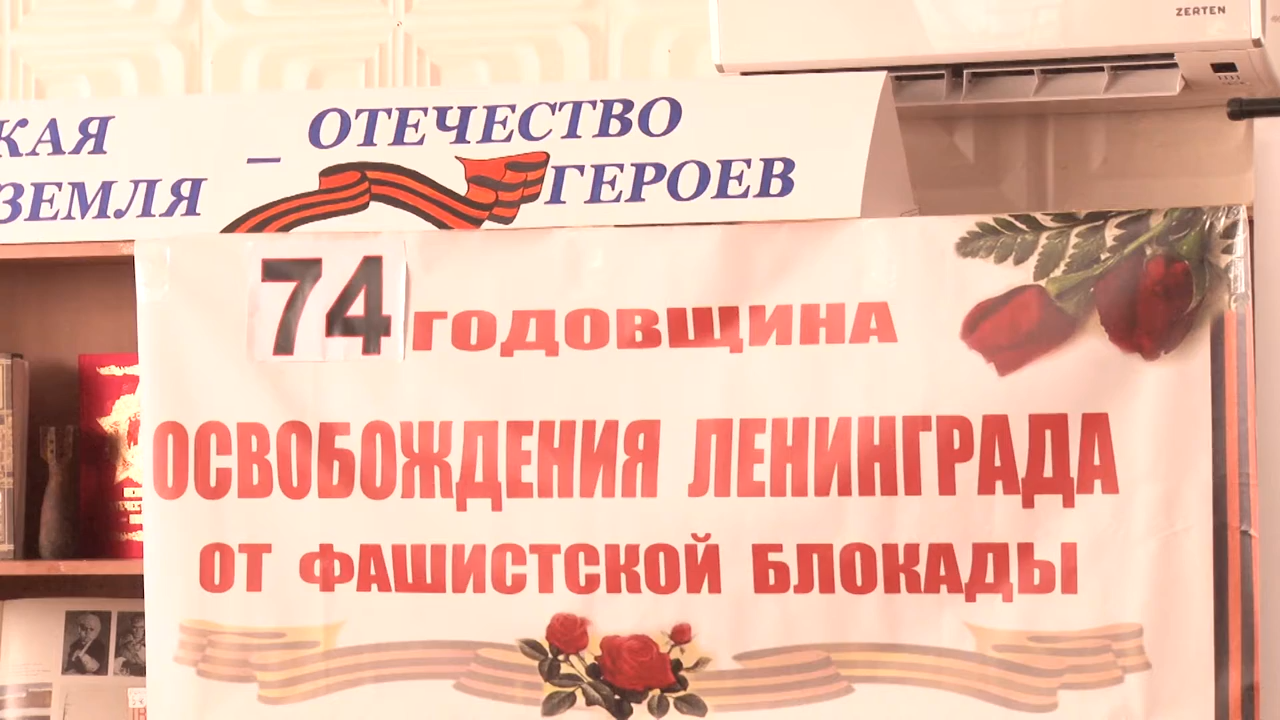 ZERTEN
КАЯ – ОТЕЧЕСТВО
ЗЕМЛЯ ГЕРОЕВ
74 ГОДОВЩИНА
ОСВОБОЖДЕНИЯ ЛЕНИНГРАДА
ОТ ФАШИСТСКОЙ БЛОКАДЫ